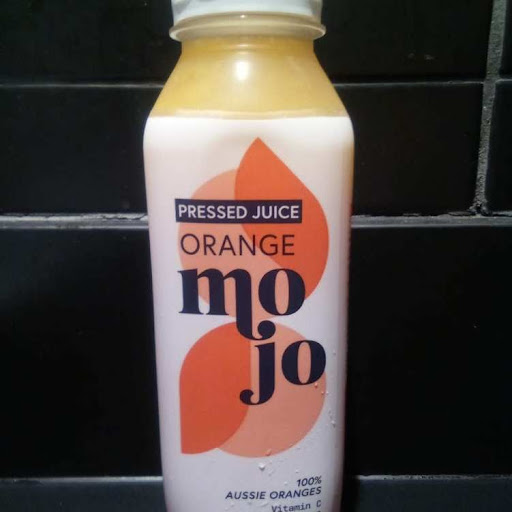 PRESSED JUICE
ORANGE
mo
jo
100%
AUSSIE ORANGES
Vitamin C